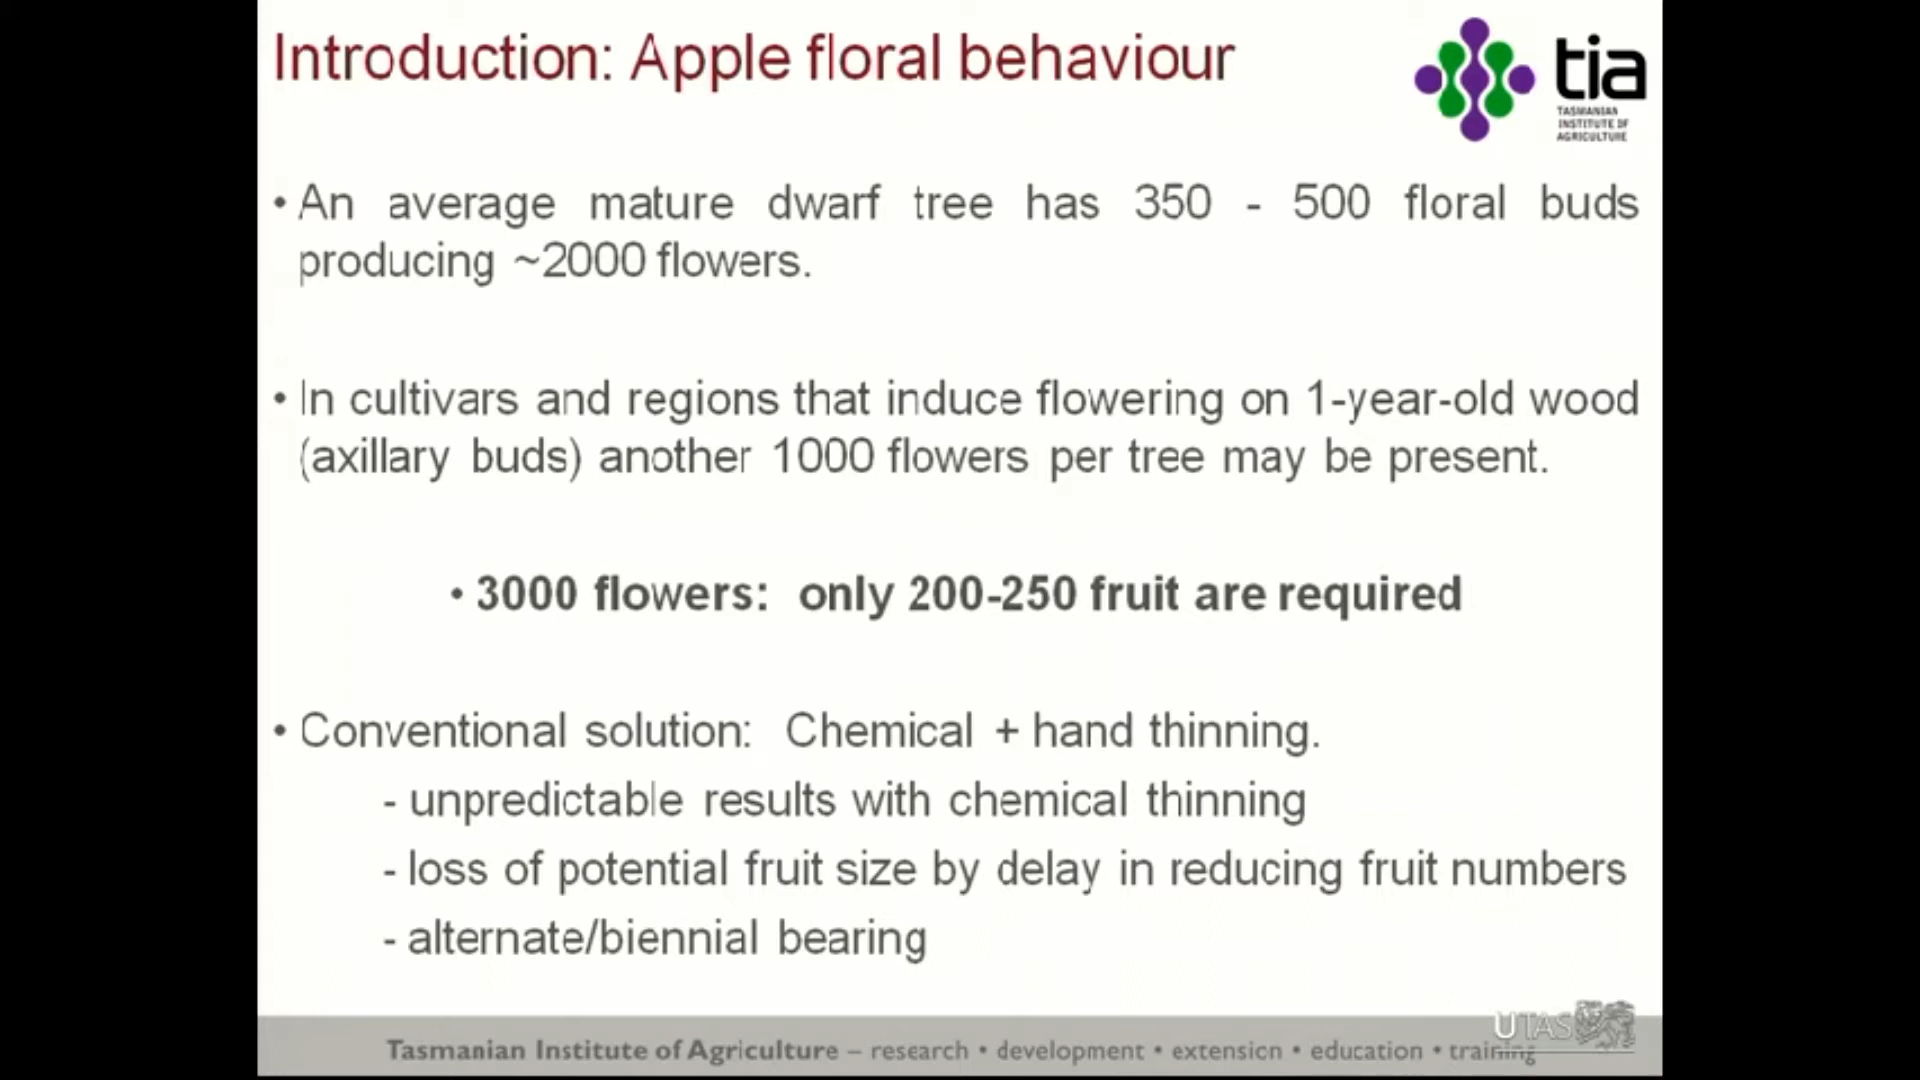 Introduction: Apple floral behaviour
tia
TASMANIAN
INSTITUTE OF
AGRICULTURE
• An average mature dwarf tree has 350 - 500 floral buds
producing ~2000 flowers.
• In cultivars and regions that induce flowering on 1-year-old wood
(axillary buds) another 1000 flowers per tree may be present.
• 3000 flowers: only 200-250 fruit are required
• Conventional solution: Chemical + hand thinning.
- unpredictable results with chemical thinning
- loss of potential fruit size by delay in reducing fruit numbers
- alternate/biennial bearing
UTAS
Tasmanian Institute of Agriculture – research • development • extension • education • training